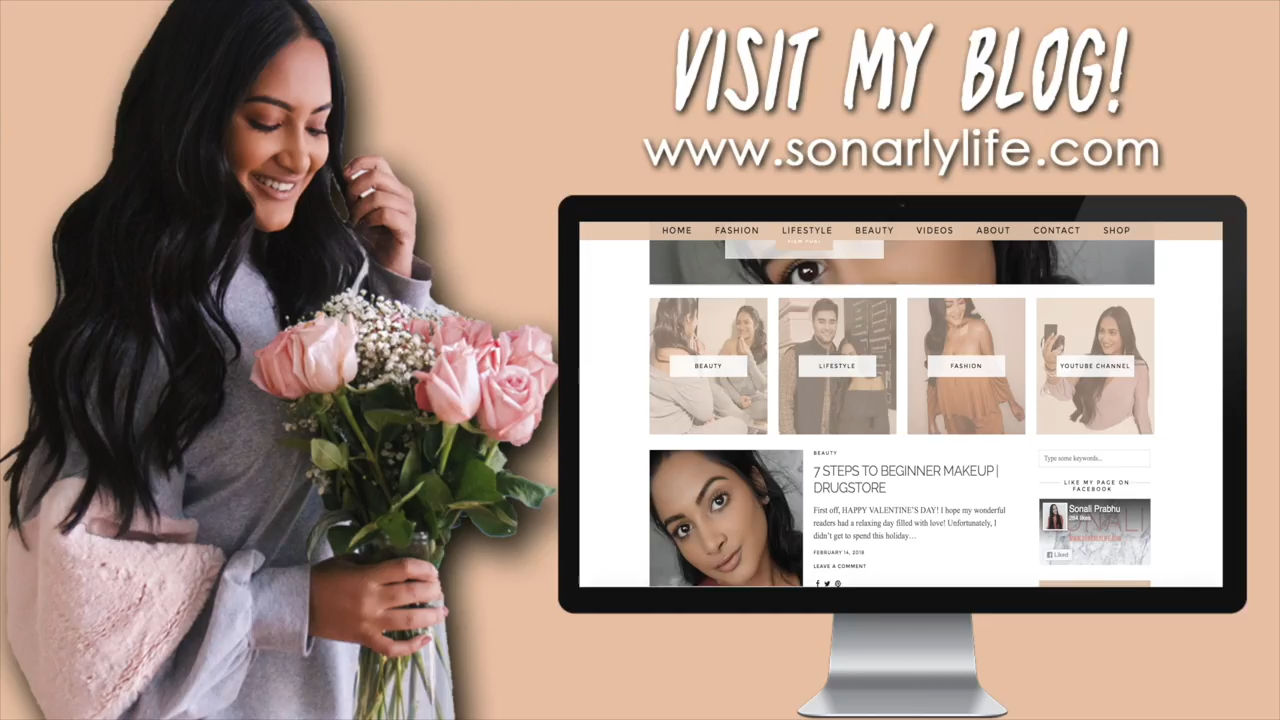 VISIT MY BLOG!
www.sonarlylife.com
HOME FASHION LIFESTYLE BEAUTY VIDEOS ABOUT CONTACT SHOP
VIEW POST
BEAUTY
LIFESTYLE
FASHION
YOUTUBE CHANNEL
BEAUTY
7 STEPS TO BEGINNER MAKEUP |
DRUGSTORE
First off, HAPPY VALENTINE'S DAY! I hope my wonderful
readers had a relaxing day filled with love! Unfortunately, I
didn't get to spend this holiday…
FEBRUARY 14, 2018
LEAVE A COMMENT
Type some keywords...
LIKE MY PAGE ON
FACEBOOK
Sonali Prabhu
Liked